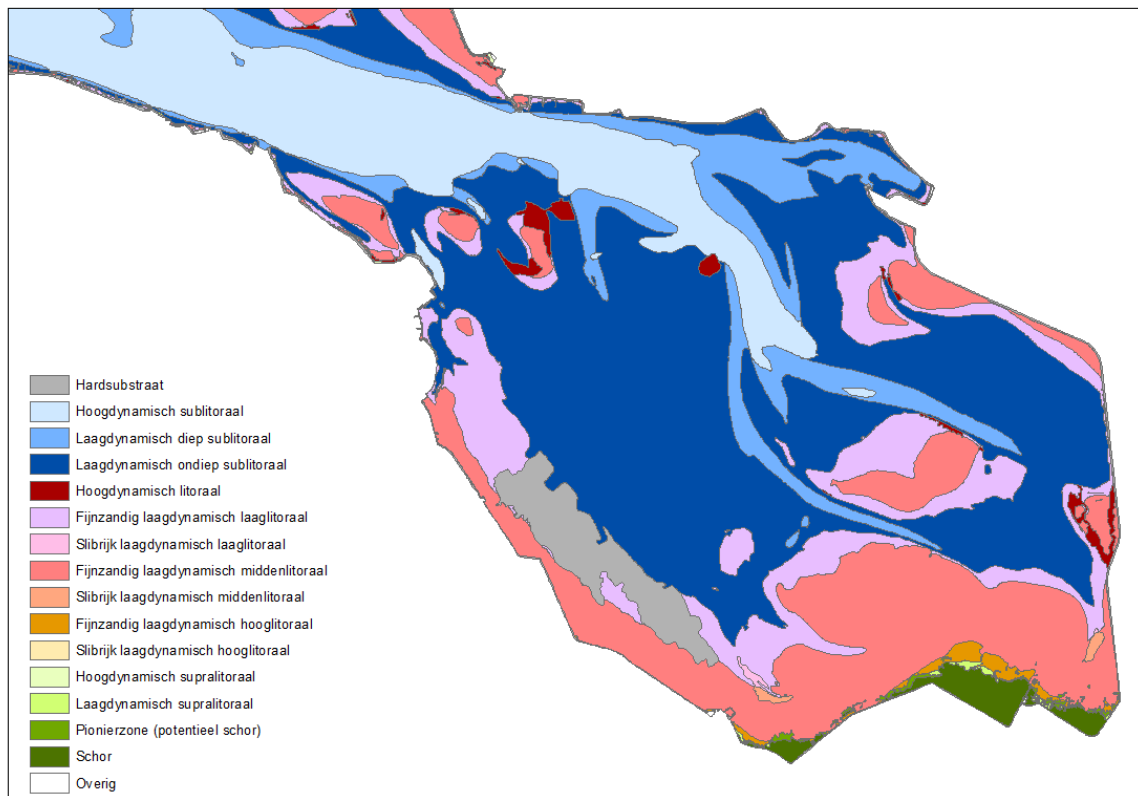 Hardsubstraat
Hoogdynamisch sublitoraal
Laagdynamisch diep sublitoraal
Laagdynamisch ondiep sublitoraal
Hoogdynamisch litoraal
Fijnzandig laagdynamisch laaglitoraal
Slibrijk laagdynamisch laaglitoraal
Fijnzandig laagdynamisch middenlitoraal
Slibrijk laagdynamisch middenlitoraal
Fijnzandig laagdynamisch hooglitoraal
Slibrijk laagdynamisch hooglitoraal
Hoogdynamisch supralitoraal
Laagdynamisch supralitoraal
Pionierzone (potentieel schor)
Schor
Overig